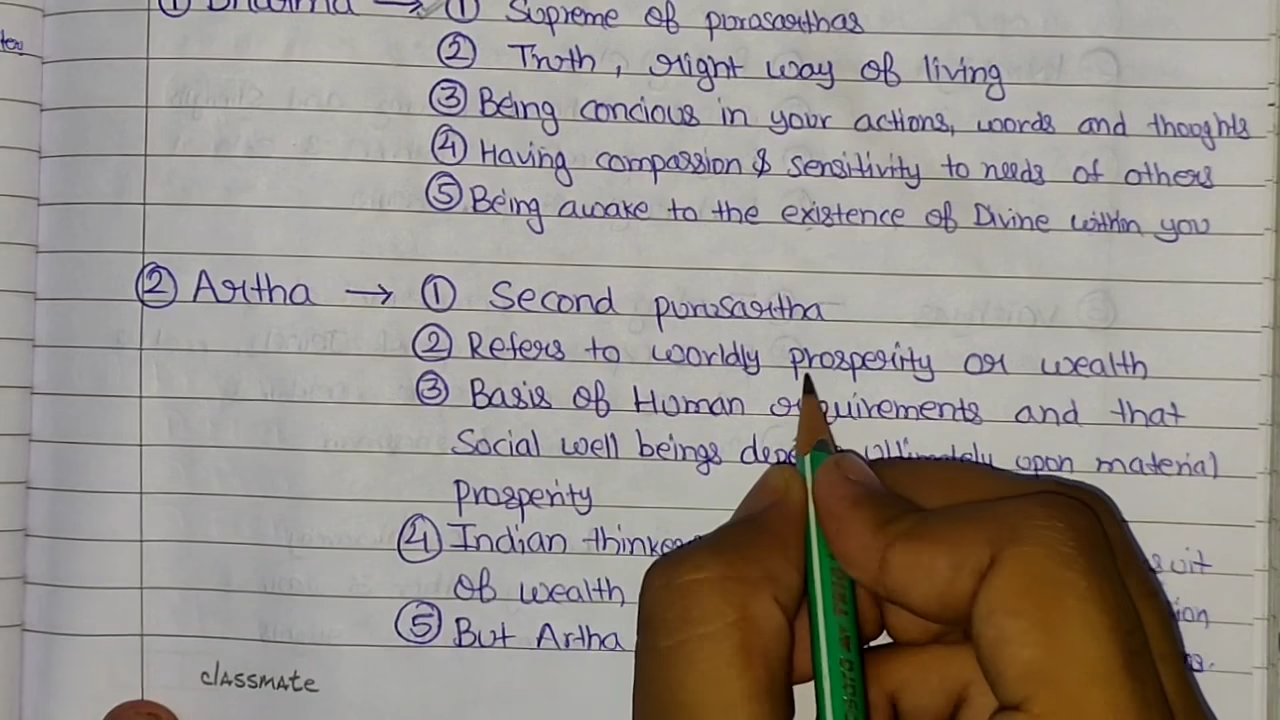 ① Dharma → ① Supreme of purasarthas
② Truth, right way of living
③ Being concious in your actions, words and thoughts
④ Having compassion & sensitivity to needs of others
⑤ Being awake to the existence of Divine within you
② Artha → ① Second purusartha
② Refers to worldly prosperity or wealth
③ Basis of Human requirements and that
Social well beings ultimately upon material
prosperity
④ Indian suit
of wealth
⑤ But Artha
classmate